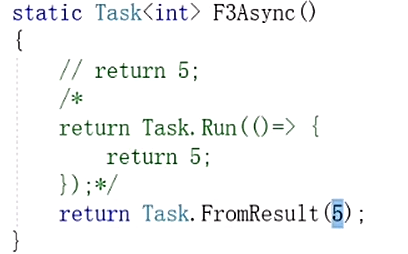 static Task<int> F3Async()
{
// return 5;
/*
return Task.Run(()=> {
return 5;
});*/
return Task.FromResult(5);
}